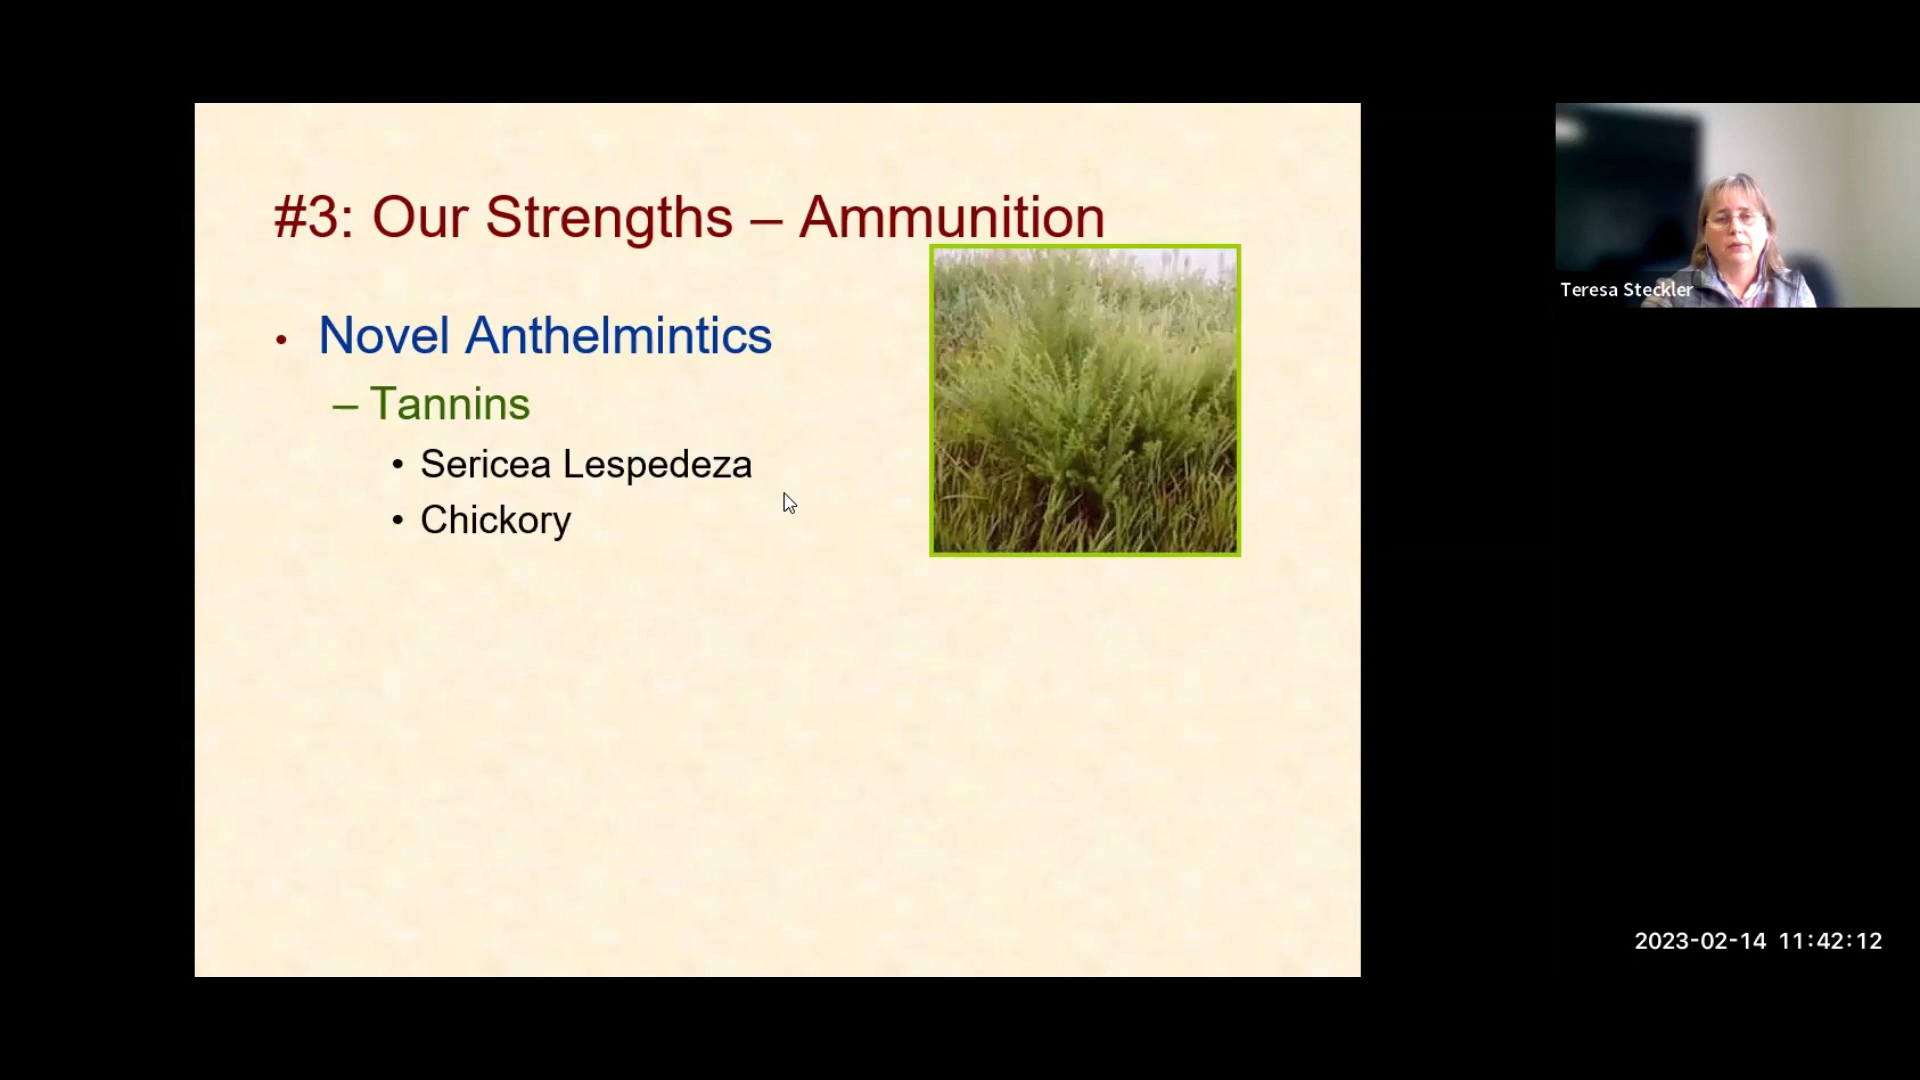 #3: Our Strengths – Ammunition
• Novel Anthelmintics
– Tannins
• Sericea Lespedeza
• Chickory
Teresa Steckler
2023-02-14 11:42:12